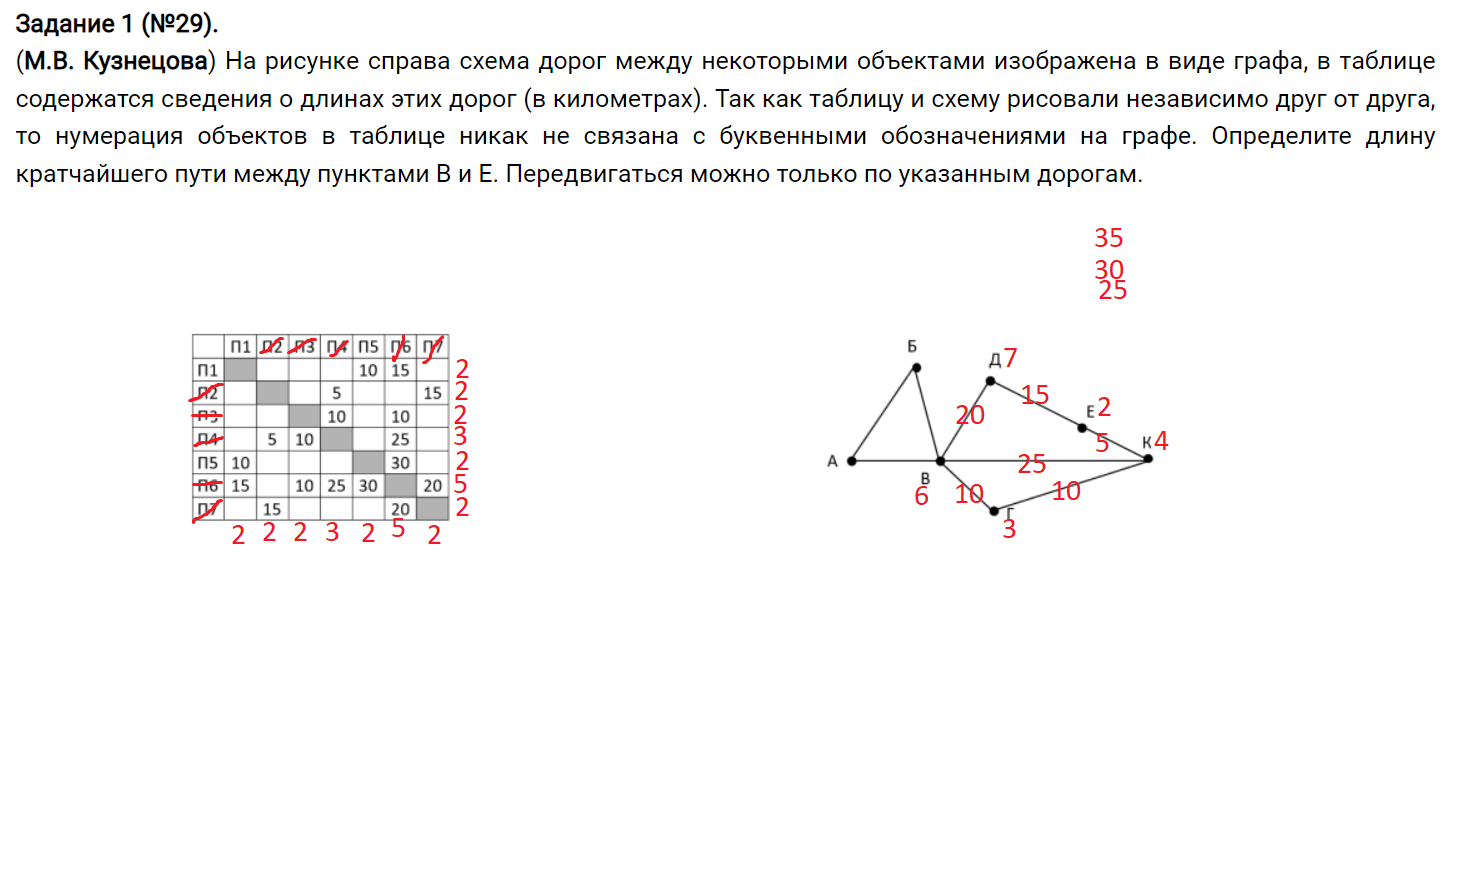 Задание 1 (№29).
(М.В. Кузнецова) На рисунке справа схема дорог между некоторыми объектами изображена в виде графа, в таблице
содержатся сведения о длинах этих дорог (в километрах). Так как таблицу и схему рисовали независимо друг от друга,
то нумерация объектов в таблице никак не связана с буквенными обозначениями на графе. Определите длину
кратчайшего пути между пунктами В и Е. Передвигаться можно только по указанным дорогам.
35
30
25
П1 П2 П3 П4 П5 П6 П7
П1 10 15 2
П2 5 15 2
П3 10 10 2
П4 5 10 25 3
П5 10 30 2
П6 15 10 25 30 20 5
П7 15 20 2
2 2 2 3 2 5 2
Б
Д 7
15
20
Е 2
5
К 4
А
25
В
6
10
10
Г
3